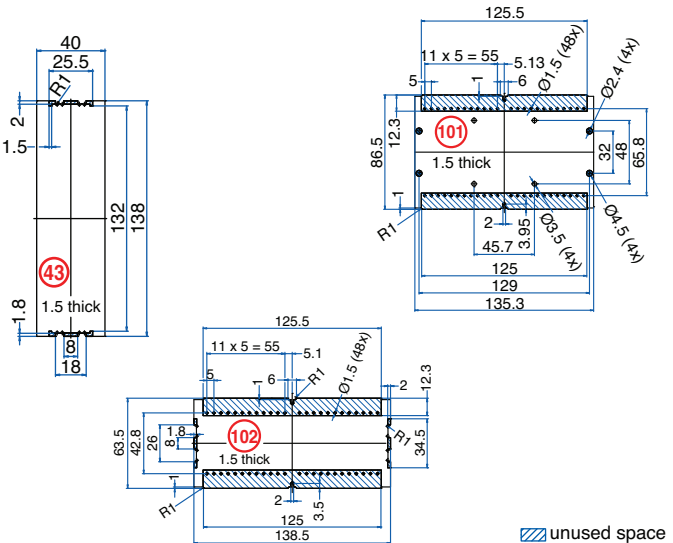 40
25.5
R1
2
1.5
132
138
43
1.5 thick
1.8
8
18
125.5
11 x 5 = 55
5.13
Ø1.5 (48x)
Ø2.4 (4x)
5
1
6
12.3
86.5
101
1.5 thick
32
48
65.8
1
R1
2
3.95
Ø3.5 (4x)
Ø4.5 (4x)
45.7
125
129
135.3
125.5
11 x 5 = 55
5.1
Ø1.5 (48x)
5
1
6
R1
2
12.3
63.5
42.8
26
8
1.8
102
1.5 thick
R1
34.5
1
R1
2
3.5
125
138.5
unused space